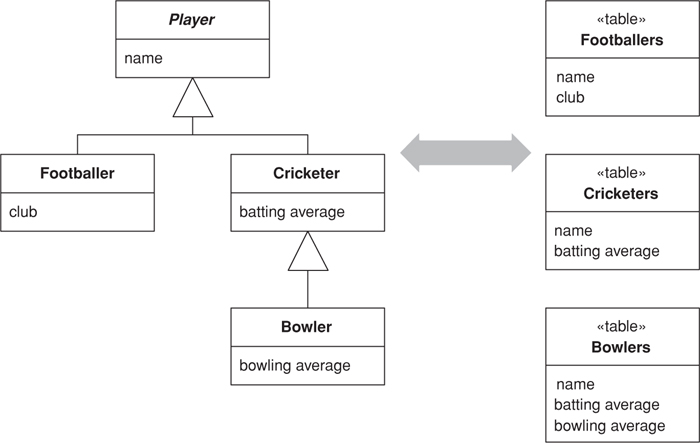 Player
name
Footballer
club
Cricketer
batting average
Bowler
bowling average
«table»
Footballers
name
club
«table»
Cricketers
name
batting average
«table»
Bowlers
name
batting average
bowling average